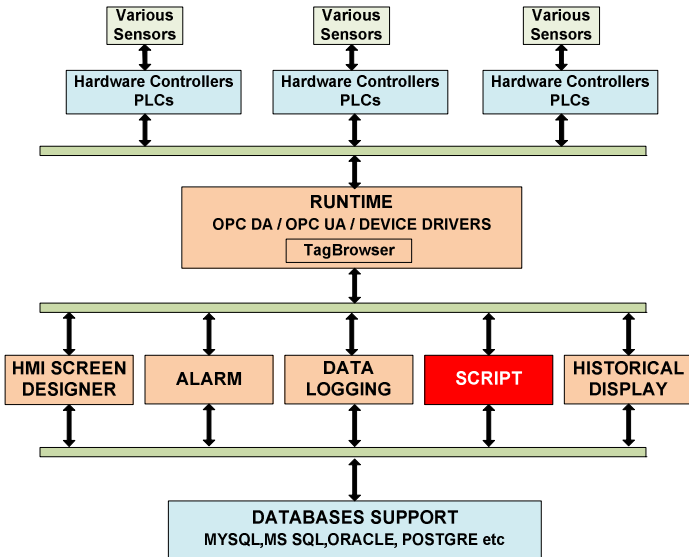 Various
Sensors
Various
Sensors
Various
Sensors
Hardware Controllers
PLCs
Hardware Controllers
PLCs
Hardware Controllers
PLCs
RUNTIME
OPC DA / OPC UA / DEVICE DRIVERS
TagBrowser
HMI SCREEN
DESIGNER
ALARM
DATA
LOGGING
SCRIPT
HISTORICAL
DISPLAY
DATABASES SUPPORT
MYSQL,MS SQL,ORACLE, POSTGRE etc